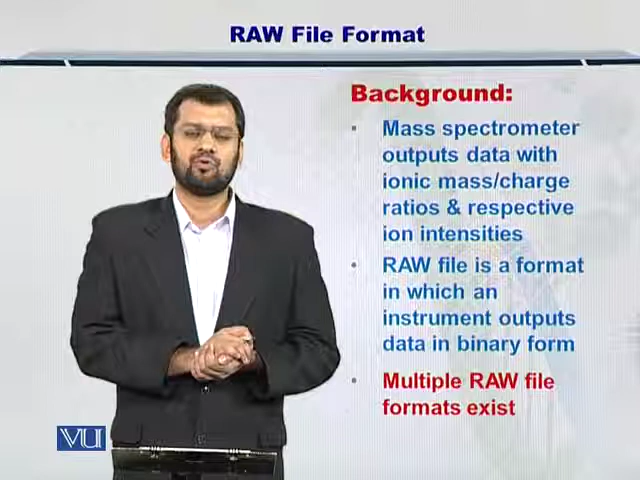 RAW File Format
Background:
• Mass spectrometer
outputs data with
ionic mass/charge
ratios & respective
ion intensities
• RAW file is a format
in which an
instrument outputs
data in binary form
• Multiple RAW file
formats exist
VU